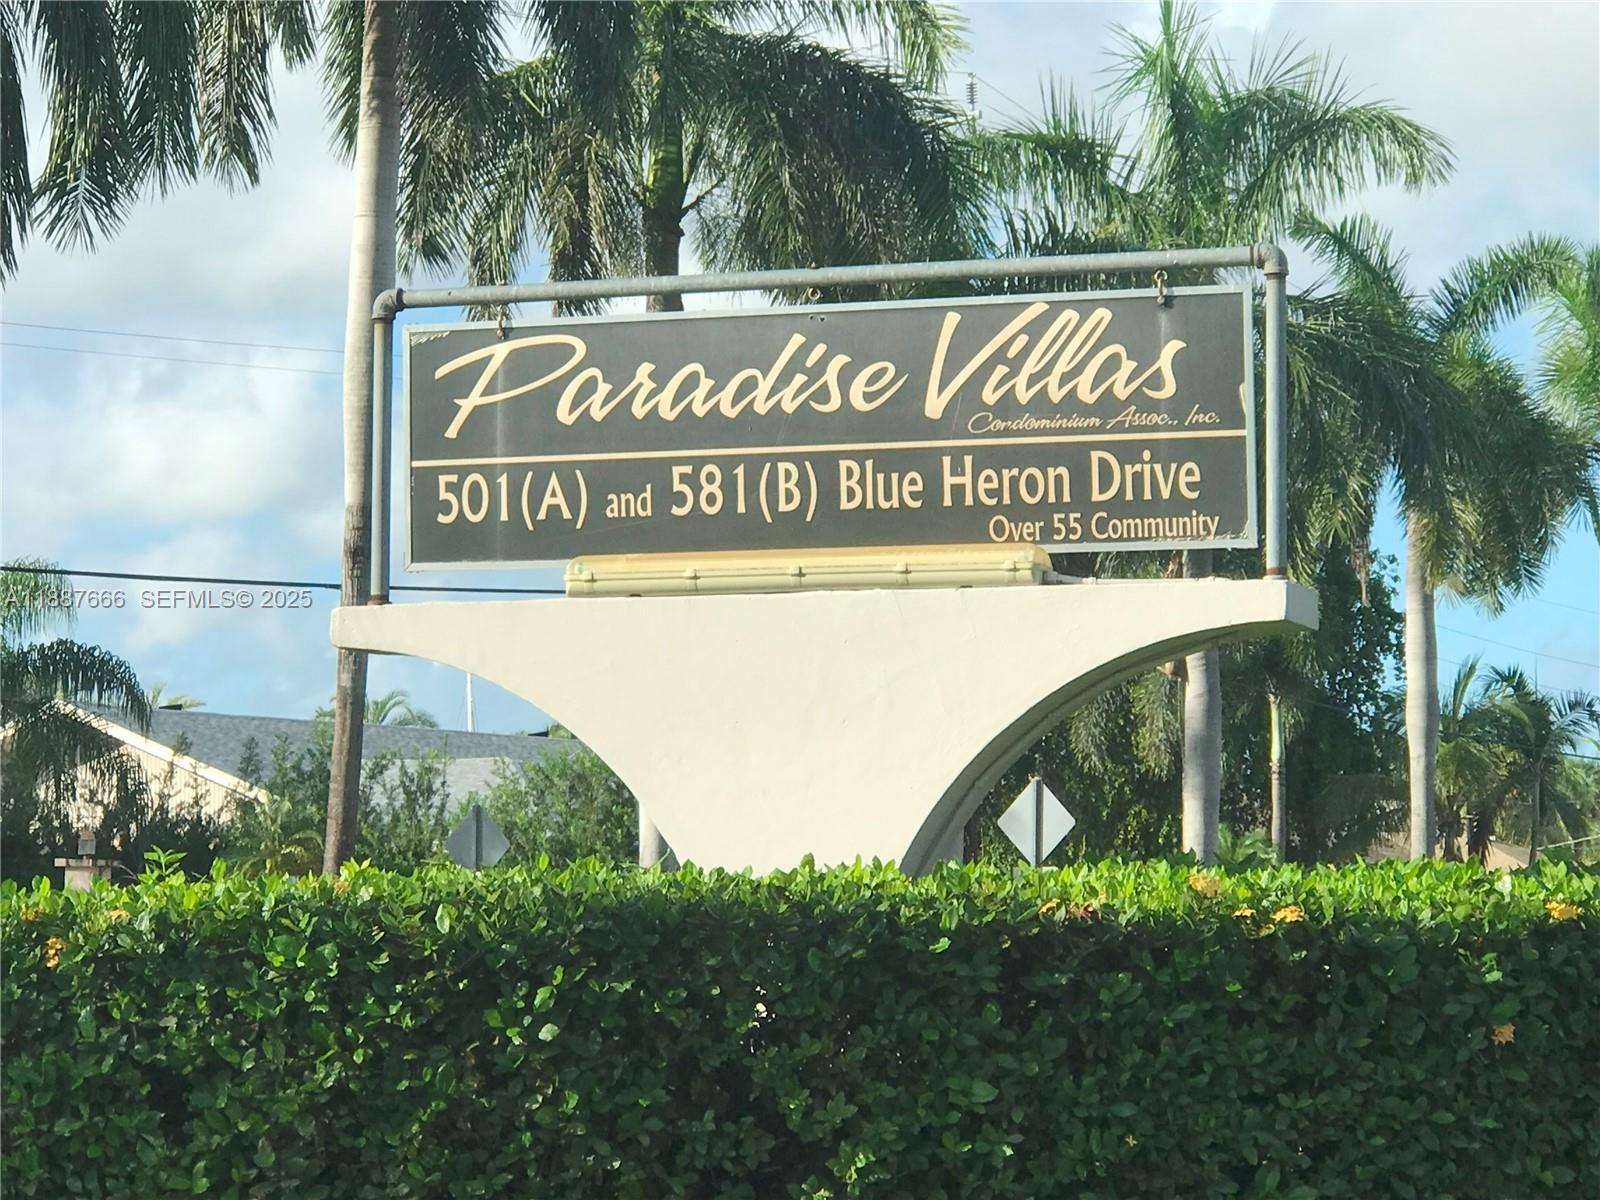 Paradise Villas
Condominium Assoc., Inc.
501(A) and 581(B) Blue Heron Drive
Over 55 Community
A11887666 SEFMLS© 2025